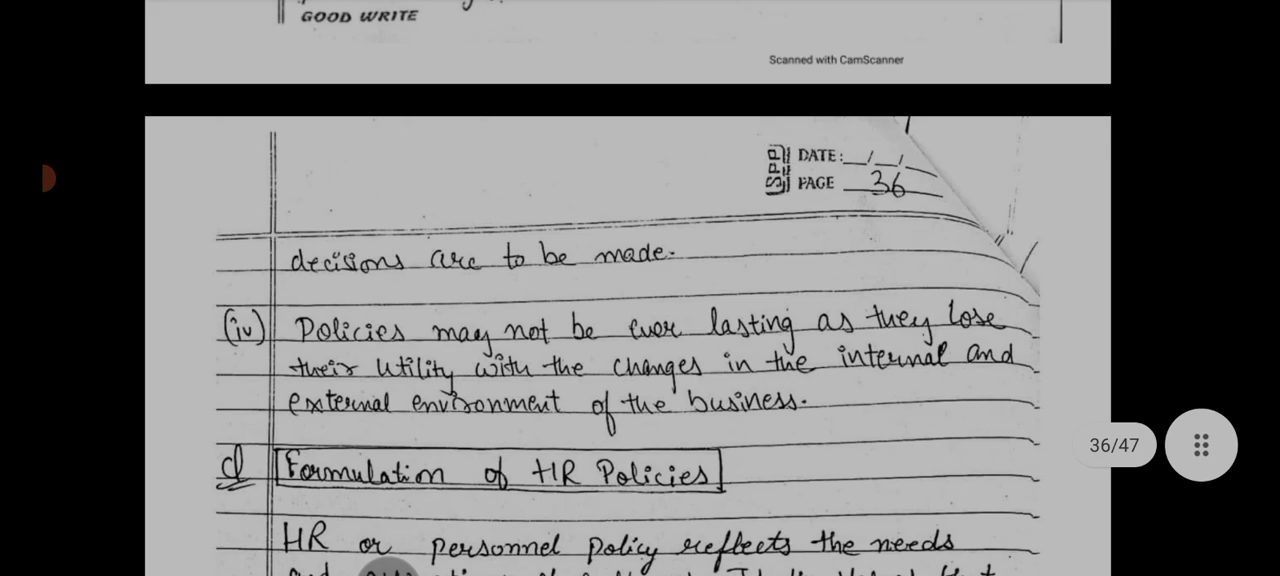 GOOD WRITE
Scanned with CamScanner
DATE: _/_/_
PAGE 36
decisions are to be made.
(iv) Policies may not be ever lasting as they lose
their utility with the changes in the internal and
external environment of the business.
36/47
d Formulation of HR Policies
HR or personnel policy reflects the needs